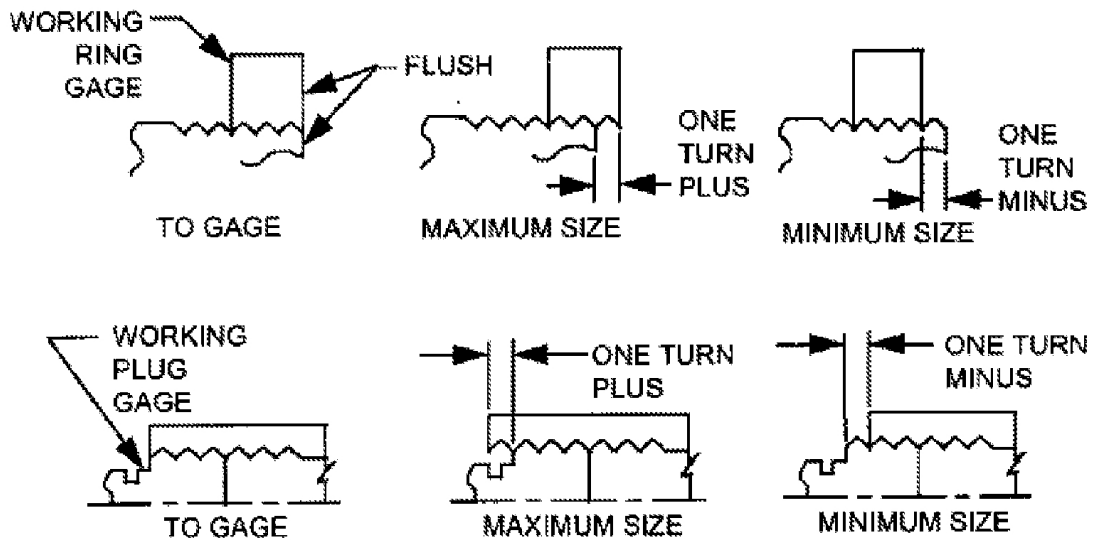 WORKING
RING
GAGE
FLUSH
TO GAGE
ONE
TURN
PLUS
MAXIMUM SIZE
ONE
TURN
MINUS
MINIMUM SIZE
WORKING
PLUG
GAGE
TO GAGE
ONE TURN
PLUS
MAXIMUM SIZE
ONE TURN
MINUS
MINIMUM SIZE